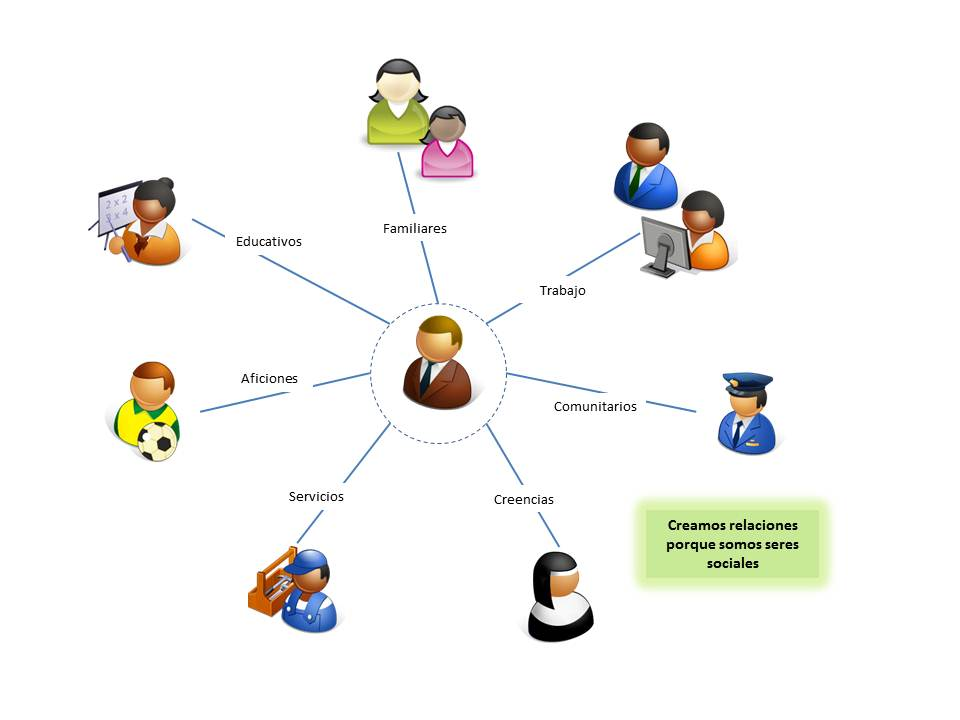 Familiares
Educativos
Trabajo
Aficiones
Comunitarios
Servicios
Creencias
Creamos relaciones
porque somos seres
sociales
2 x 2
3 x 4